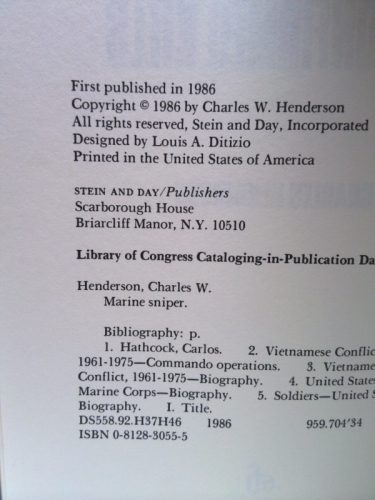 First published in 1986
Copyright © 1986 by Charles W. Henderson
All rights reserved, Stein and Day, Incorporated
Designed by Louis A. Ditizio
Printed in the United States of America
STEIN AND DAY/Publishers
Scarborough House
Briarcliff Manor, N.Y. 10510
Library of Congress Cataloging-in-Publication Da
Henderson, Charles W.
Marine sniper.
Bibliography: p.
1. Hathcock, Carlos. 2. Vietnamese Conflic
1961-1975—Commando operations. 3. Vietname
Conflict, 1961-1975—Biography. 4. United States
Marine Corps—Biography. 5. Soldiers—United S
Biography. I. Title.
DS558.92.H37H46 1986 959.704'34
ISBN 0-8128-3055-5